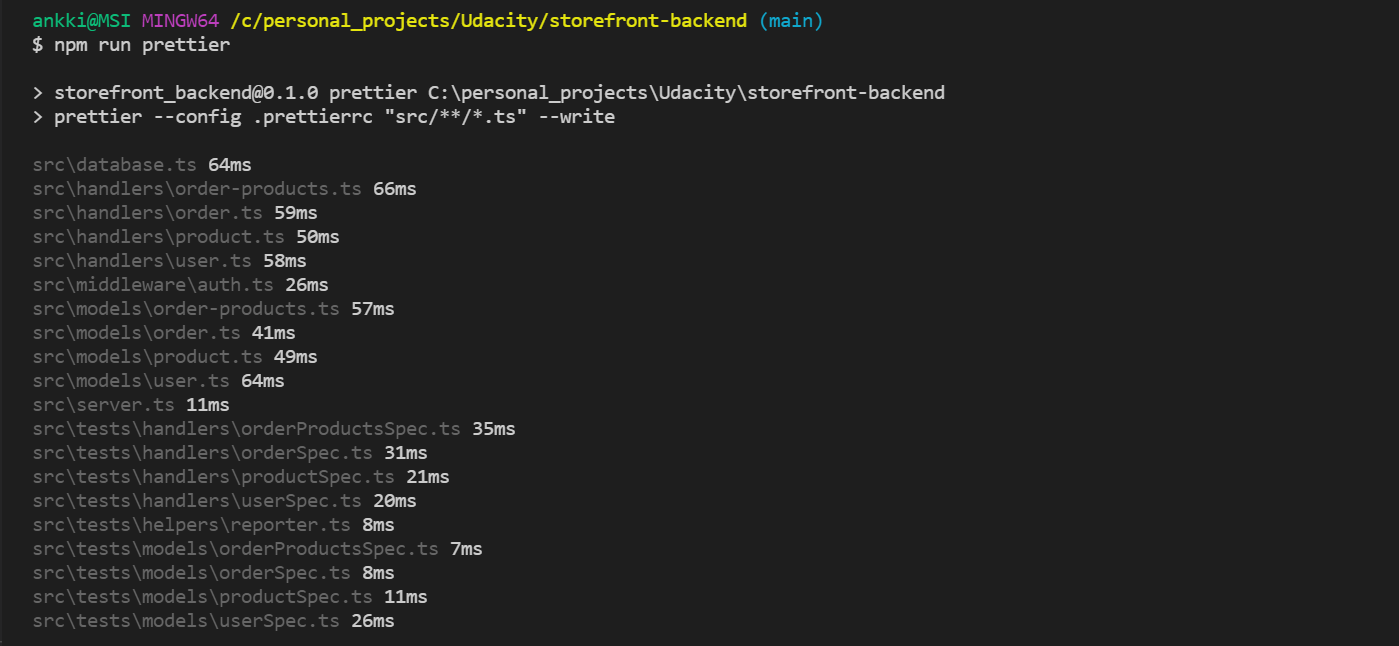 ankki@MSI MINGW64 /c/personal_projects/Udacity/storefront-backend (main)
$ npm run prettier
> storefront_backend@0.1.0 prettier C:\personal_projects\Udacity\storefront-backend
> prettier --config .prettierrc "src/**/*.ts" --write
src\database.ts 64ms
src\handlers\order-products.ts 66ms
src\handlers\order.ts 59ms
src\handlers\product.ts 50ms
src\handlers\user.ts 58ms
src\middleware\auth.ts 26ms
src\models\order-products.ts 57ms
src\models\order.ts 41ms
src\models\product.ts 49ms
src\models\user.ts 64ms
src\server.ts 11ms
src\tests\handlers\orderProductsSpec.ts 35ms
src\tests\handlers\orderSpec.ts 31ms
src\tests\handlers\productSpec.ts 21ms
src\tests\handlers\userSpec.ts 20ms
src\tests\helpers\reporter.ts 8ms
src\tests\models\orderProductsSpec.ts 7ms
src\tests\models\orderSpec.ts 8ms
src\tests\models\productSpec.ts 11ms
src\tests\models\userSpec.ts 26ms